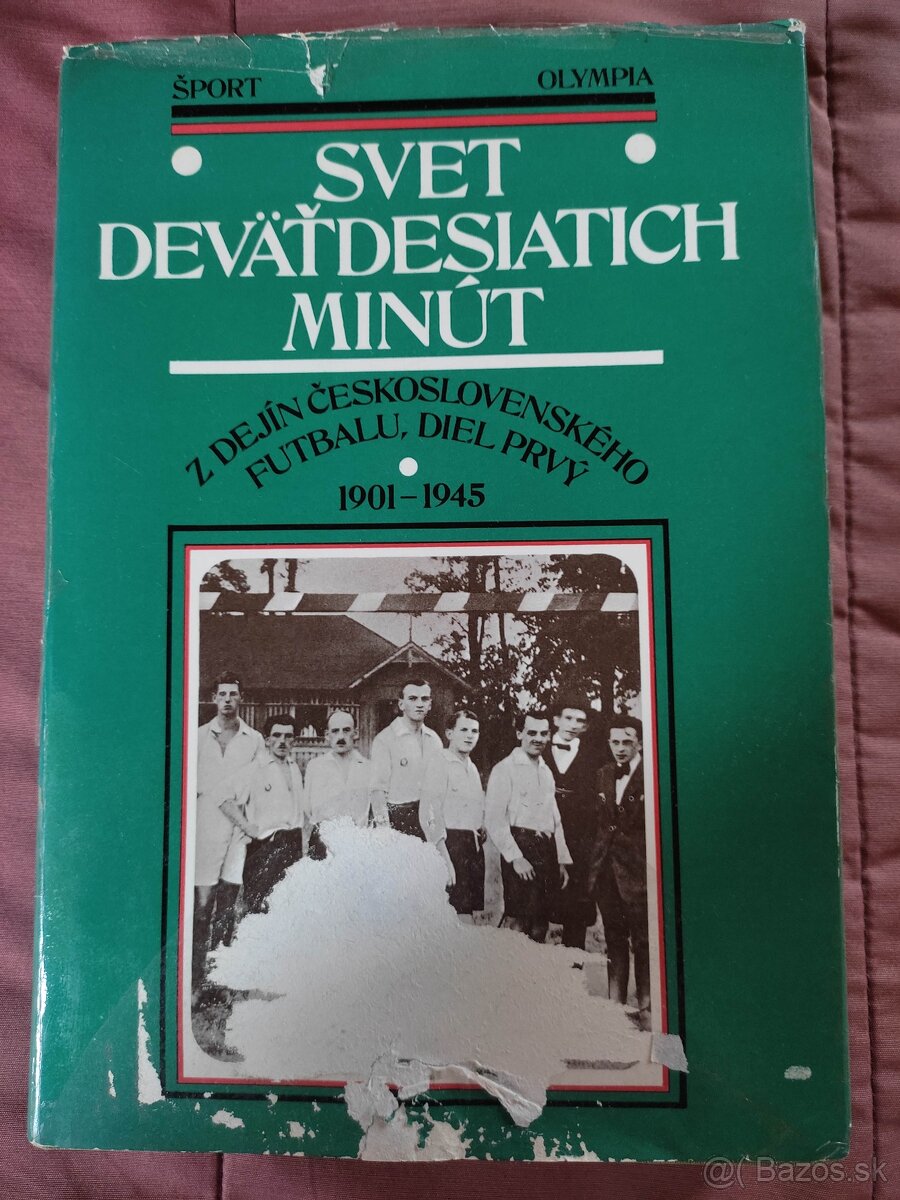 ŠPORT OLYMPIA
SVET
DEVÄŤDESIATICH
MINÚT
Z DEJÍN ČESKOSLOVENSKÉHO
FUTBALU, DIEL PRVÝ
1901 – 1945
@( Bazos.sk